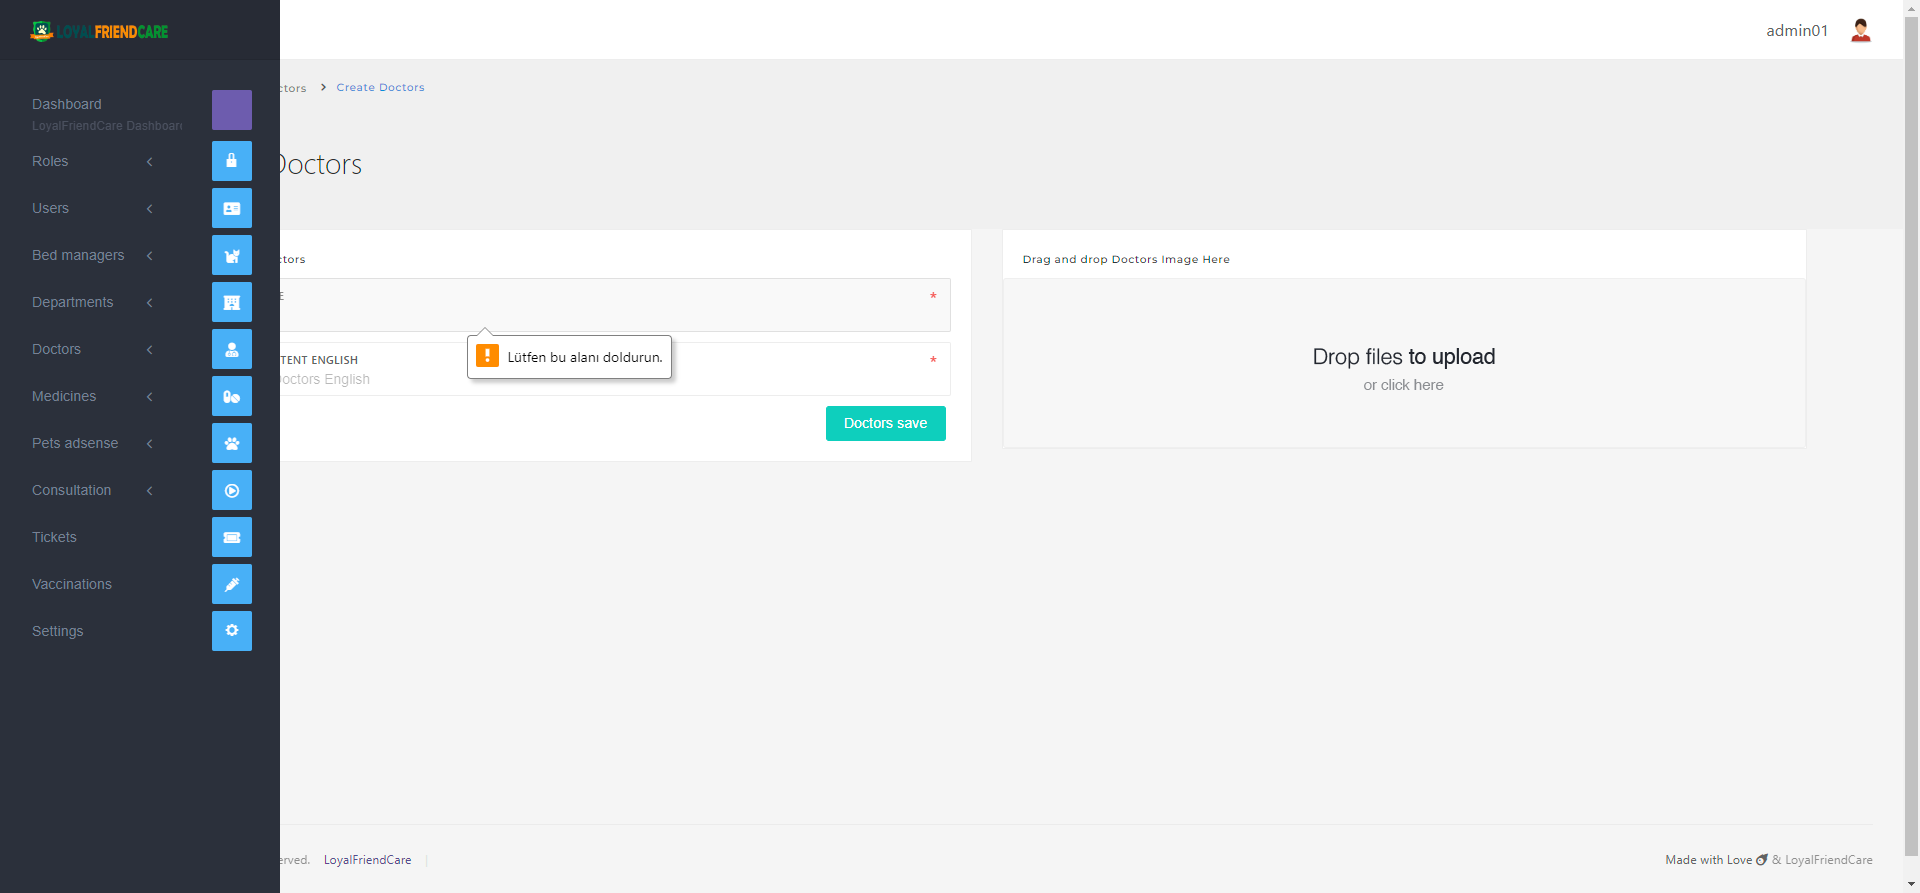 LOYALFRIENDCARE
admin01
Dashboard
LoyalFriendCare Dashboard
Roles
Users
Bed managers
Departments
Doctors
Medicines
Pets adsense
Consultation
Tickets
Vaccinations
Settings
ctors > Create Doctors
Doctors
ctors
E *
TENT ENGLISH *
Doctors English
Lütfen bu alanı doldurun.
Doctors save
Drag and drop Doctors Image Here
Drop files to upload
or click here
erved. LoyalFriendCare |
Made with Love & LoyalFriendCare